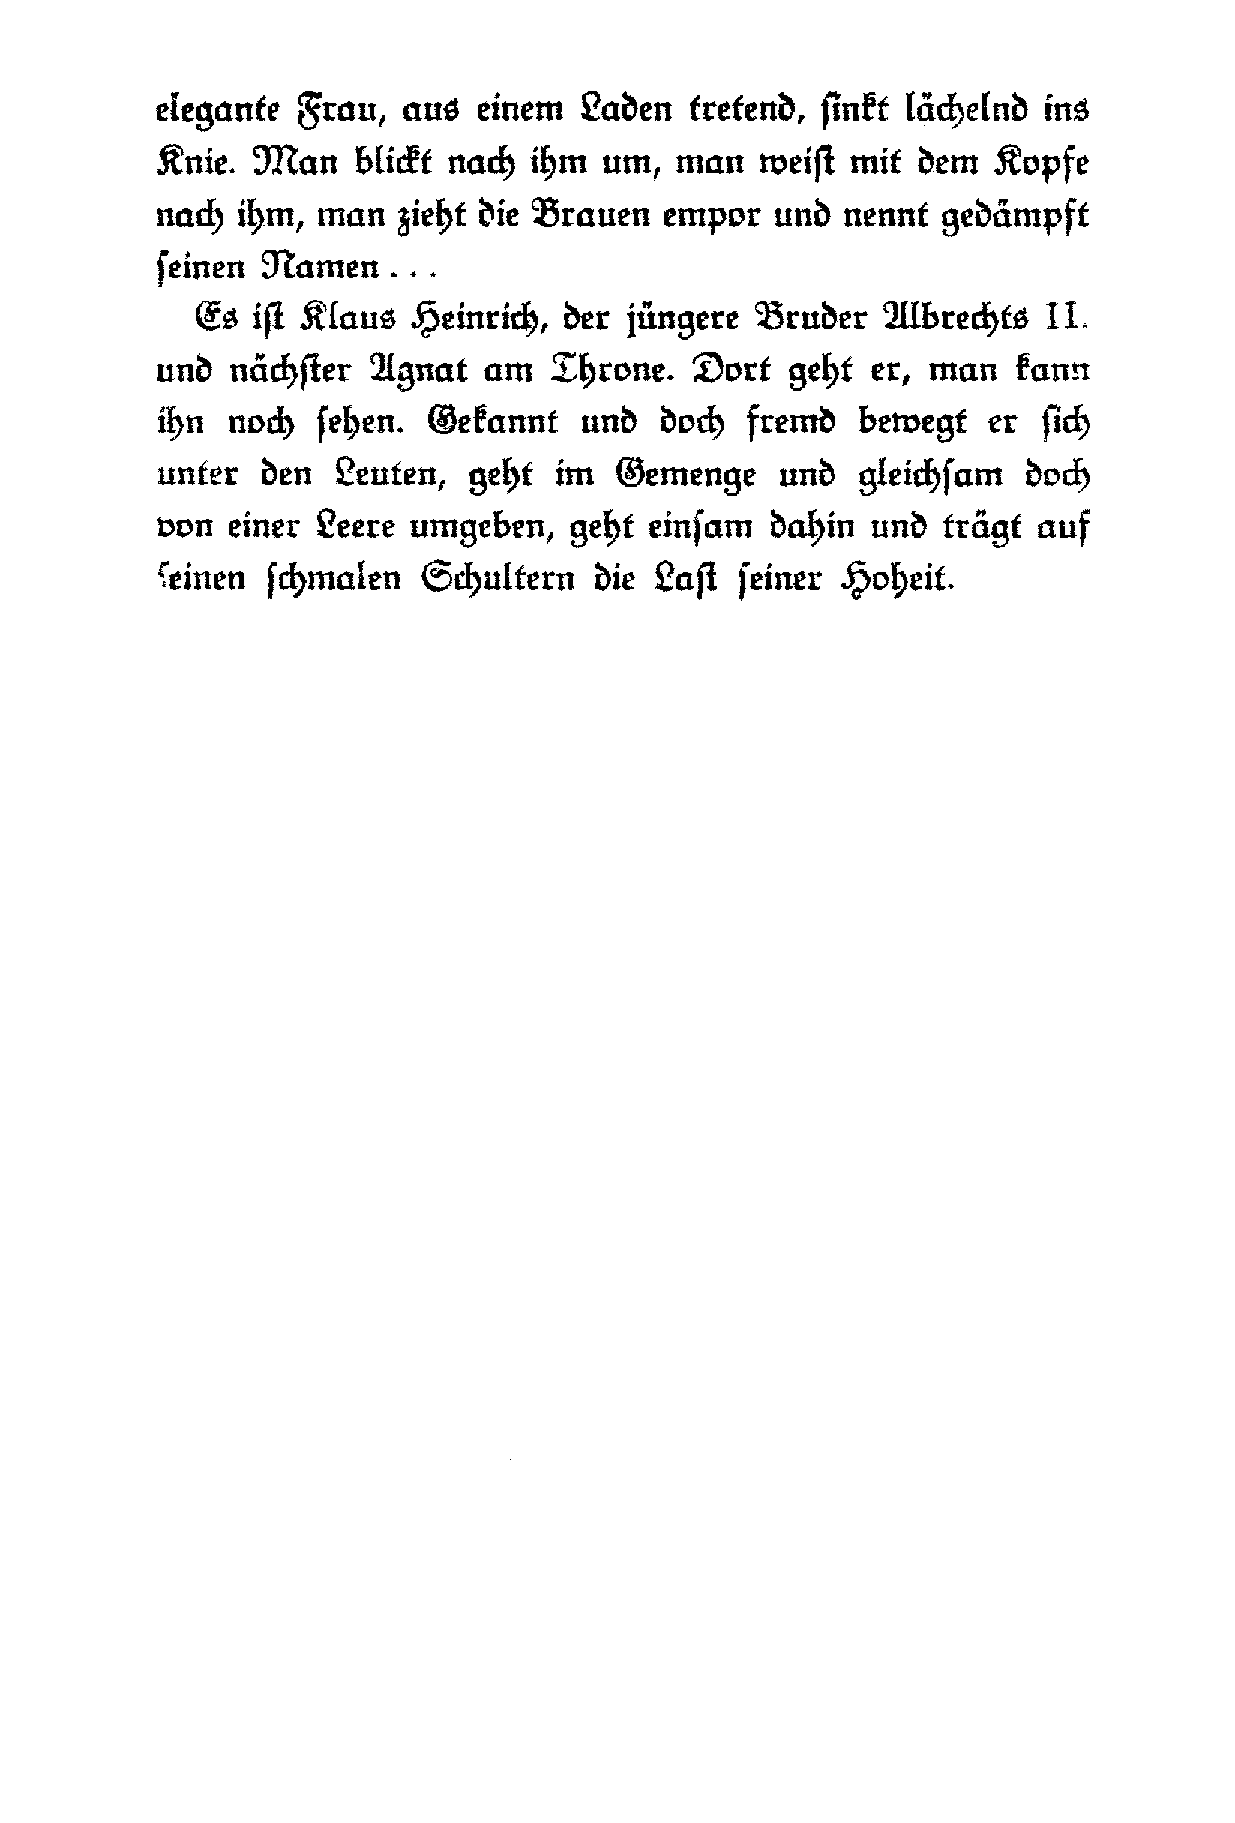 elegante Frau, aus einem Laden tretend, ſinkt lächelnd ins
Knie. Man blickt nach ihm um, man weiſt mit dem Kopfe
nach ihm, man zieht die Brauen empor und nennt gedämpft
ſeinen Namen . . .
Es iſt Klaus Heinrich, der jüngere Bruder Albrechts II.
und nächſter Agnat am Throne. Dort geht er, man kann
ihn noch ſehen. Gekannt und doch fremd bewegt er ſich
unter den Leuten, geht im Gemenge und gleichſam doch
von einer Leere umgeben, geht einſam dahin und trägt auf
ſeinen ſchmalen Schultern die Laſt ſeiner Hoheit.